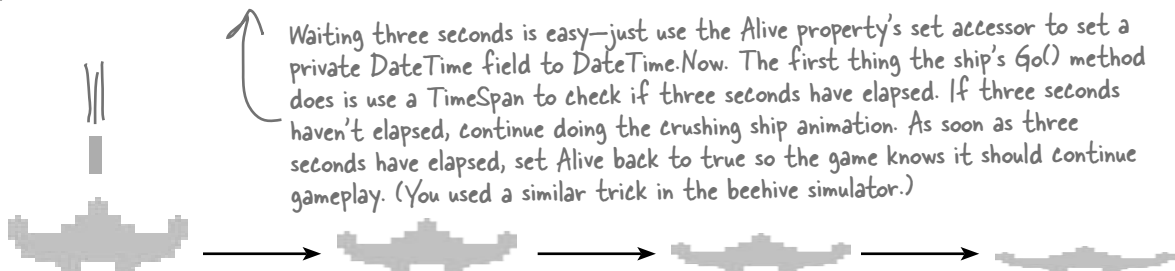 Waiting three seconds is easy—just use the Alive property's set accessor to set a
private DateTime field to DateTime.Now. The first thing the ship's Go() method
does is use a TimeSpan to check if three seconds have elapsed. If three seconds
haven't elapsed, continue doing the crushing ship animation. As soon as three
seconds have elapsed, set Alive back to true so the game knows it should continue
gameplay. (You used a similar trick in the beehive simulator.)